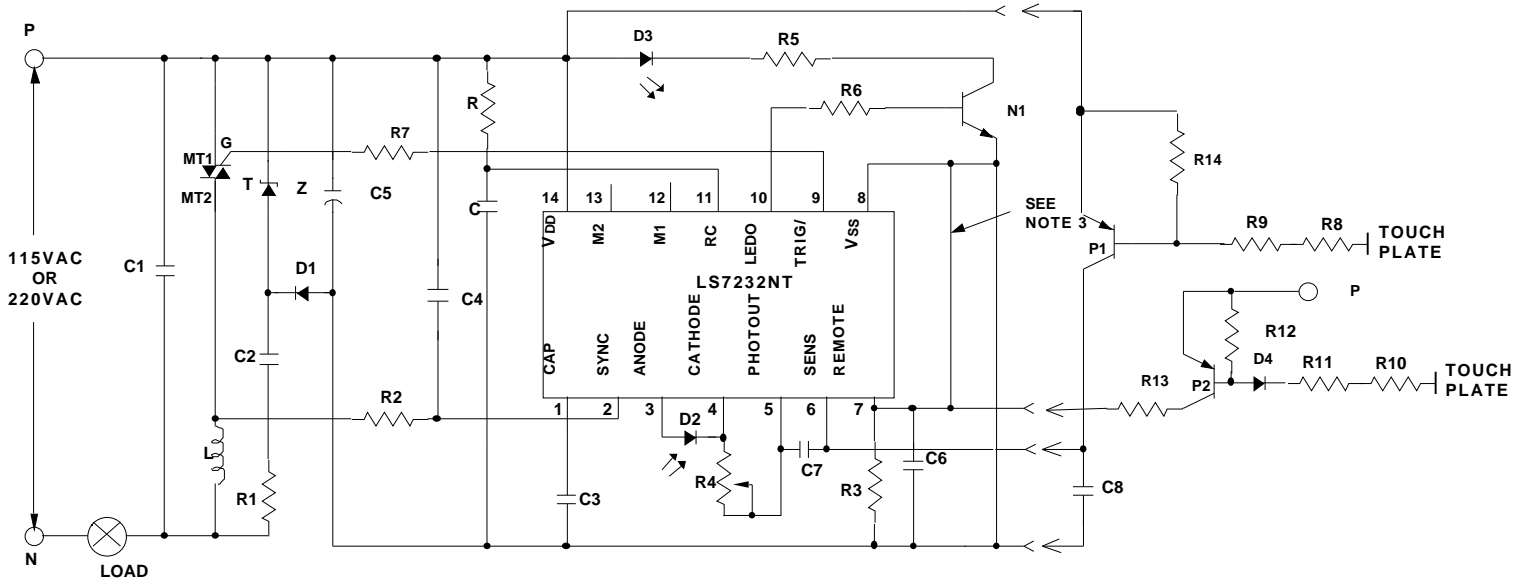 P
D3
R5
R
R6
N1
G
R7
MT1
R14
MT2
T
Z
C5
C
14
13
12
11
10
9
8
SEE
NOTE 3
VDD
M2
M1
RC
LEDO
TRIG/
VSS
P1
R9
R8
TOUCH
PLATE
115VAC
OR
220VAC
C1
D1
LS7232NT
C4
P
CAP
SYNC
ANODE
CATHODE
PHOTOUT
SENS
REMOTE
R12
C2
D4
R11
R10
TOUCH
PLATE
R13
P2
R2
1
2
3
4
5
6
7
D2
L
C7
C6
R4
R3
C8
R1
C3
N
LOAD